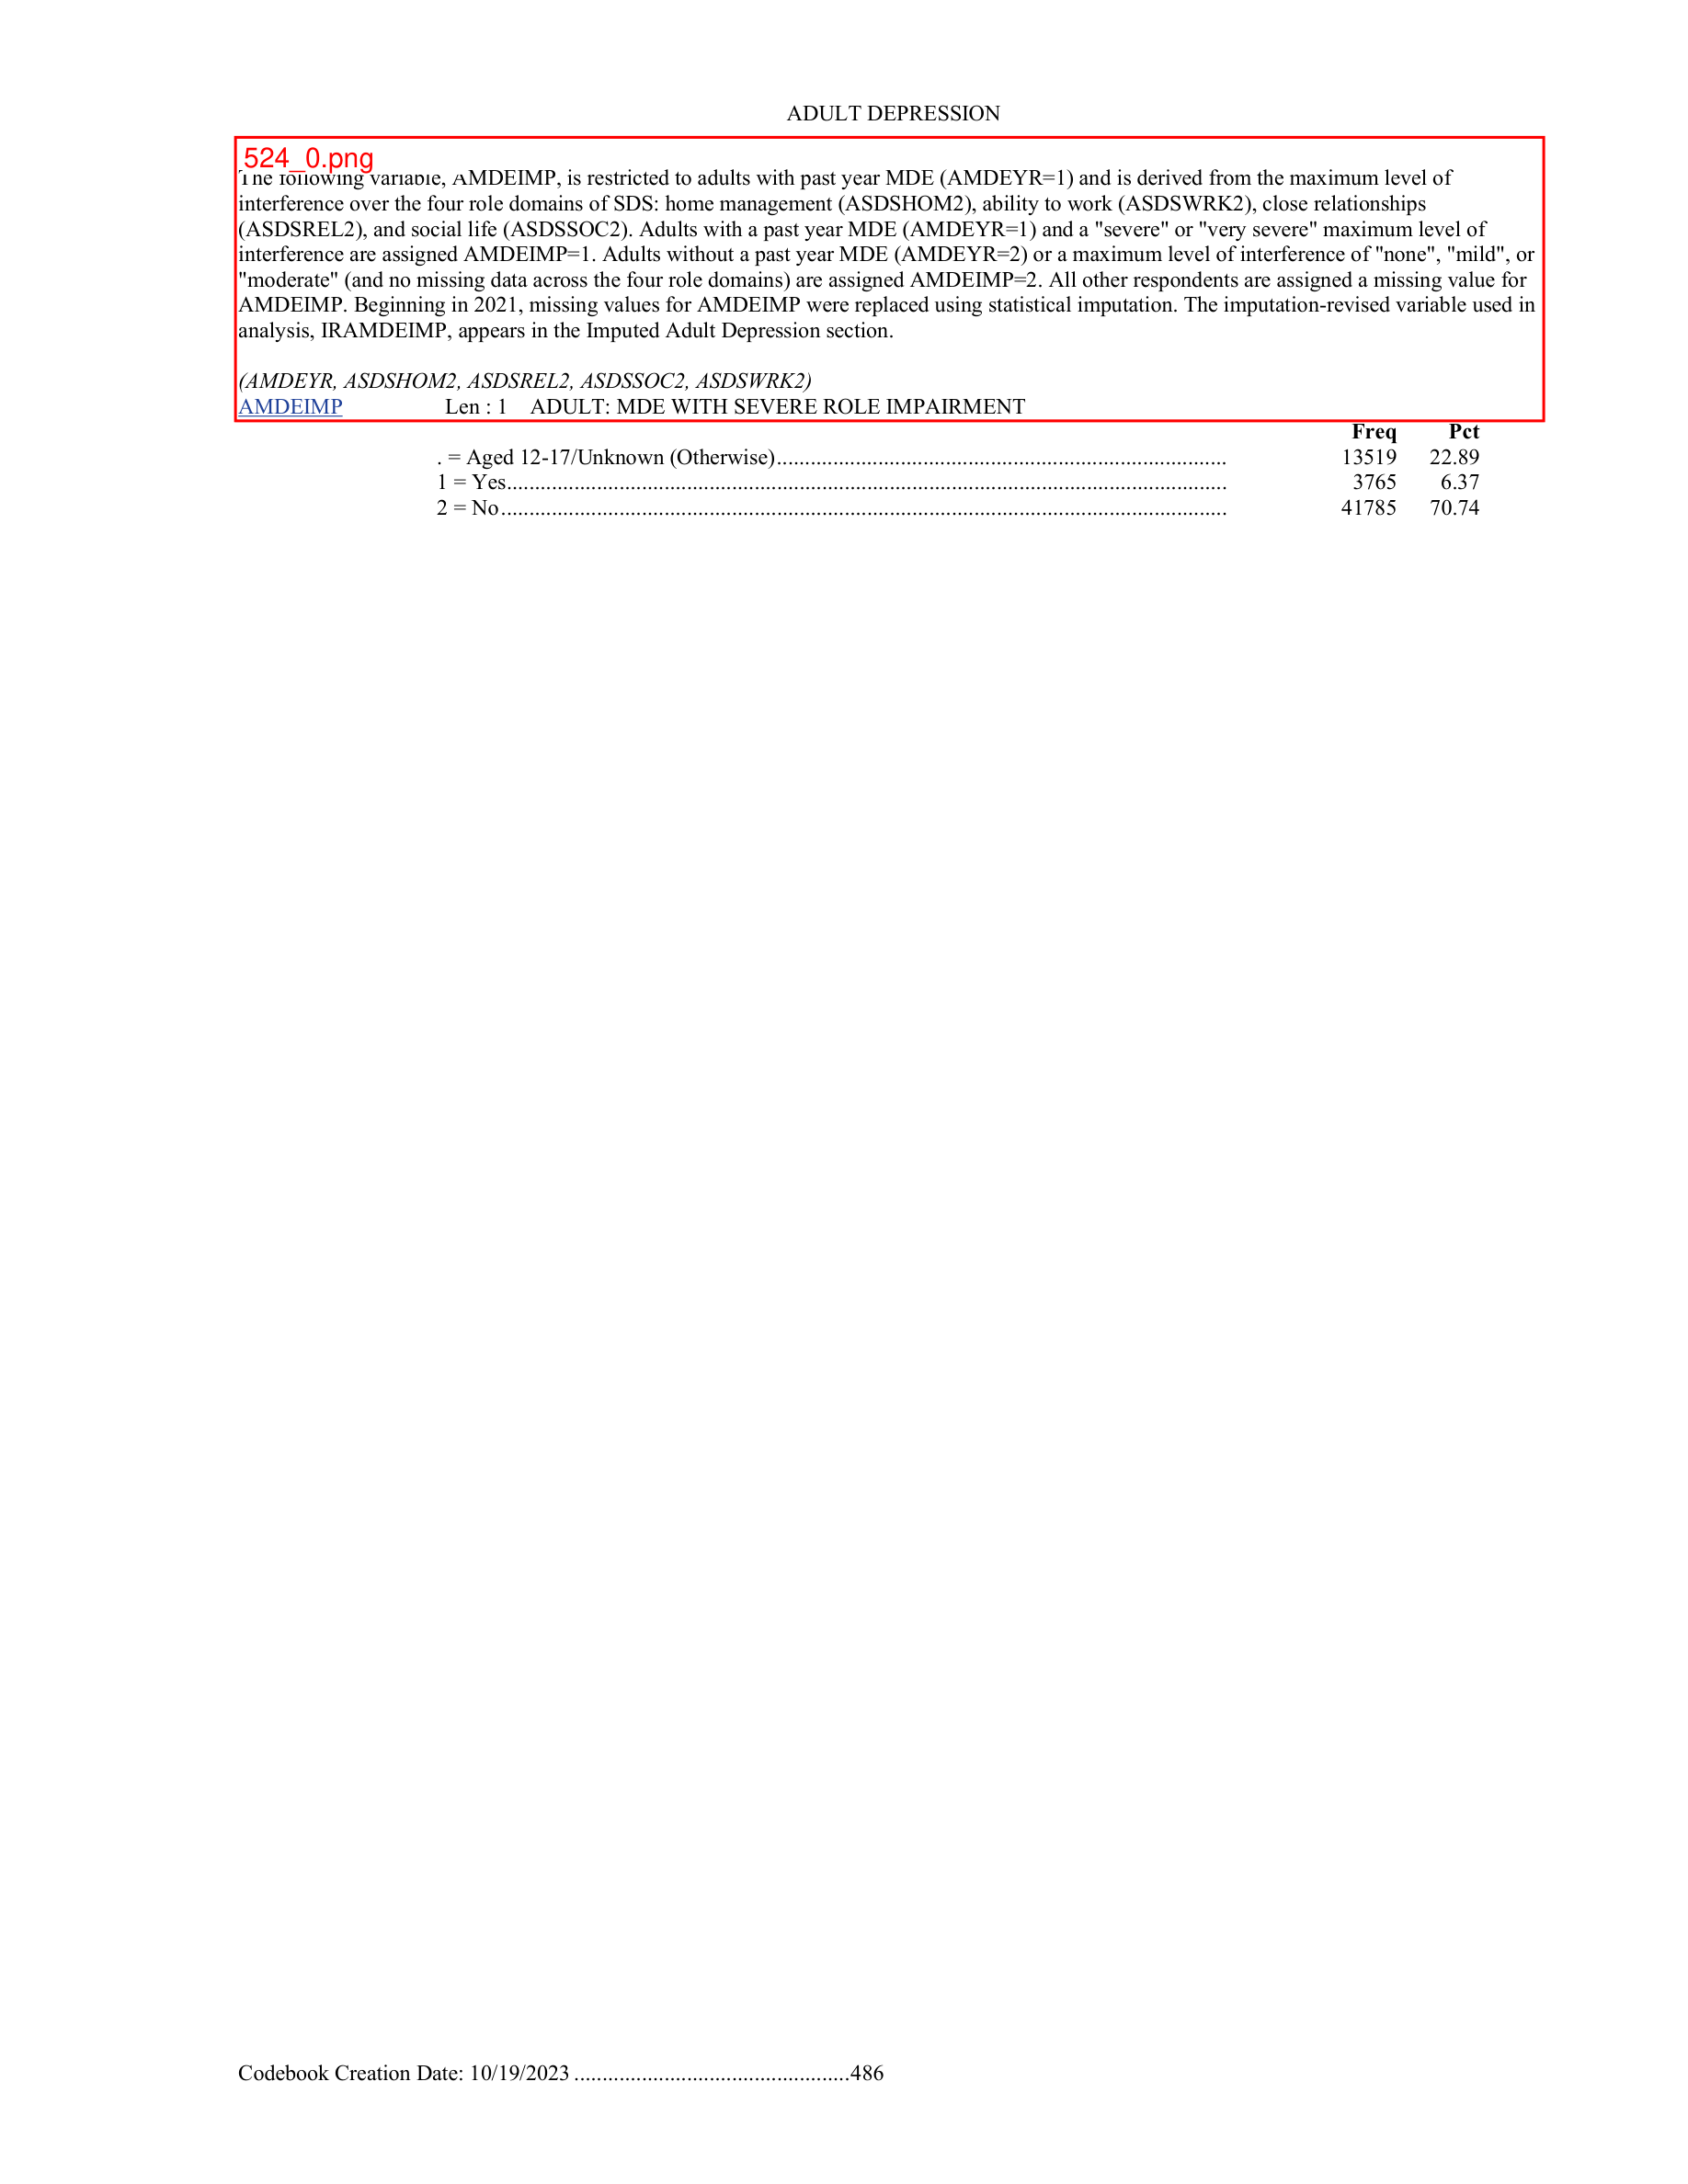 ADULT DEPRESSION
524_0.png
The following variable, AMDEIMP, is restricted to adults with past year MDE (AMDEYR=1) and is derived from the maximum level of
interference over the four role domains of SDS: home management (ASDSHOM2), ability to work (ASDSWRK2), close relationships
(ASDSREL2), and social life (ASDSSOC2). Adults with a past year MDE (AMDEYR=1) and a "severe" or "very severe" maximum level of
interference are assigned AMDEIMP=1. Adults without a past year MDE (AMDEYR=2) or a maximum level of interference of "none", "mild", or
"moderate" (and no missing data across the four role domains) are assigned AMDEIMP=2. All other respondents are assigned a missing value for
AMDEIMP. Beginning in 2021, missing values for AMDEIMP were replaced using statistical imputation. The imputation-revised variable used in
analysis, IRAMDEIMP, appears in the Imputed Adult Depression section.
(AMDEYR, ASDSHOM2, ASDSREL2, ASDSSOC2, ASDSWRK2)
AMDEIMP Len : 1 ADULT: MDE WITH SEVERE ROLE IMPAIRMENT
Freq Pct
. = Aged 12-17/Unknown (Otherwise)................................................................................ 13519 22.89
1 = Yes................................................................................................................................ 3765 6.37
2 = No................................................................................................................................. 41785 70.74
Codebook Creation Date: 10/19/2023 .................................................486